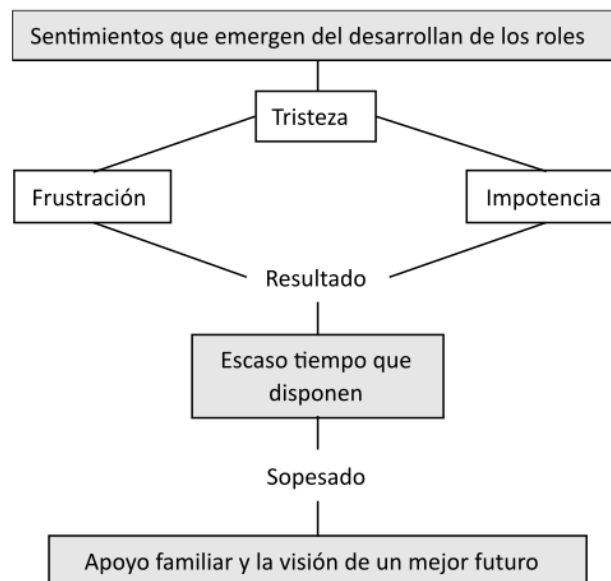 Sentimientos que emergen del desarrollan de los roles
Tristeza
Frustración
Impotencia
Resultado
Escaso tiempo que
disponen
Sopesado
Apoyo familiar y la visión de un mejor futuro